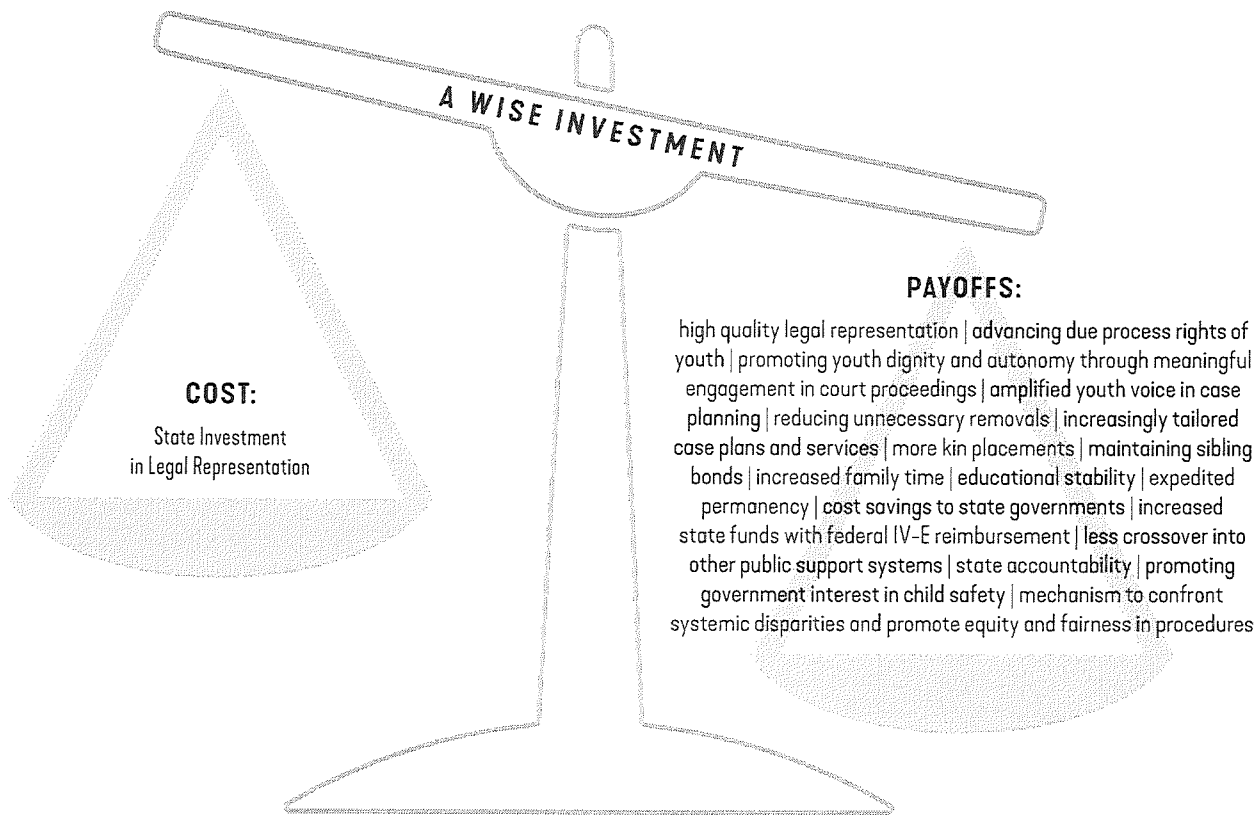 A WISE INVESTMENT
COST:
State Investment
in Legal Representation
PAYOFFS:
high quality legal representation | advancing due process rights of
youth | promoting youth dignity and autonomy through meaningful
engagement in court proceedings | amplified youth voice in case
planning | reducing unnecessary removals | increasingly tailored
case plans and services | more kin placements | maintaining sibling
bonds | increased family time | educational stability | expedited
permanency | cost savings to state governments | increased
state funds with federal IV-E reimbursement | less crossover into
other public support systems | state accountability | promoting
government interest in child safety | mechanism to confront
systemic disparities and promote equity and fairness in procedures